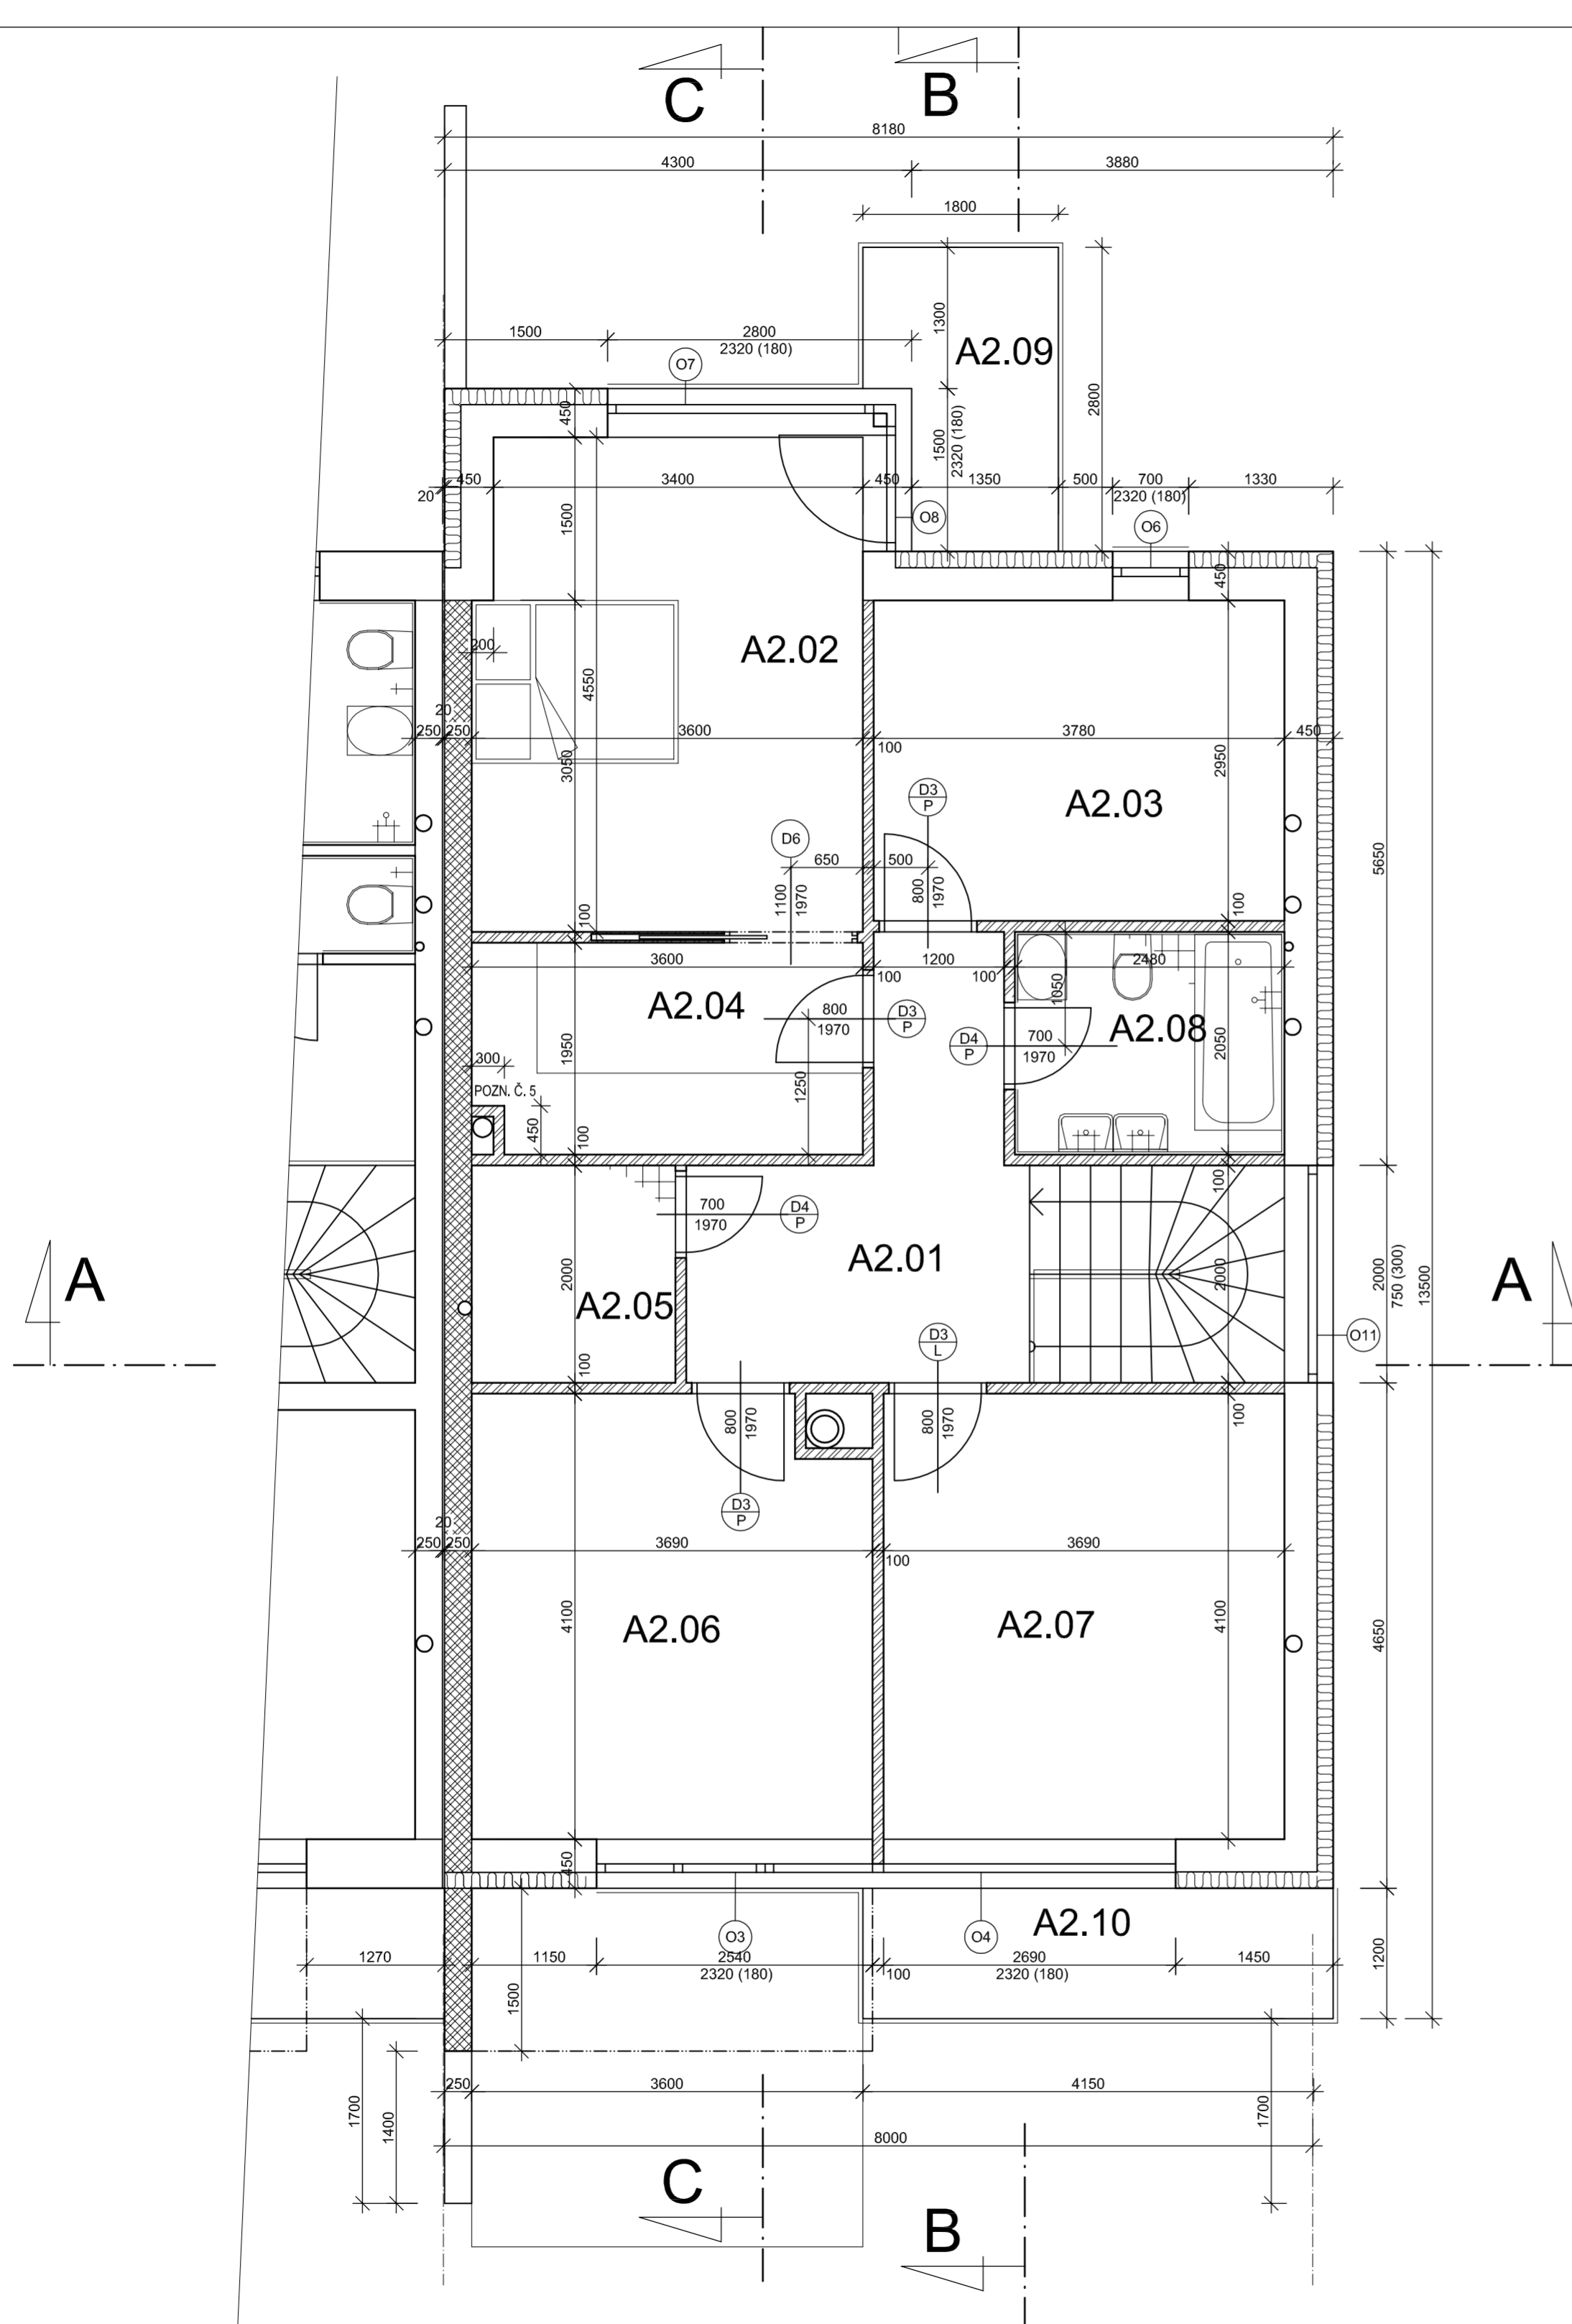 C
B
8180
4300
3880
1800
1500
2800
2320 (180)
O7
1300
A2.09
2800
450
1500
2320 (180)
20
450
3400
450
1350
500
700
2320 (180)
1330
O8
O6
1500
450
A2.02
200
4550
20
250
250
3600
100
3780
450
3050
2950
A2.03
D3
P
D6
650
500
1100
1970
800
1970
5650
100
100
3600
100
1200
100
2480
1050
A2.04
800
1970
D3
P
D4
P
700
1970
A2.08
2050
1950
300
POZN. Č. 5
1250
450
100
100
700
1970
D4
P
A
A2.01
A
2000
A2.05
2000
2000
750 (300)
13500
D3
L
O11
100
800
1970
800
1970
100
D3
P
20
250
250
3690
100
3690
A2.06
A2.07
4100
4100
4650
450
O3
O4
A2.10
1270
1150
2540
2320 (180)
100
2690
2320 (180)
1450
1200
1500
250
3600
4150
1700
1400
1700
8000
C
B